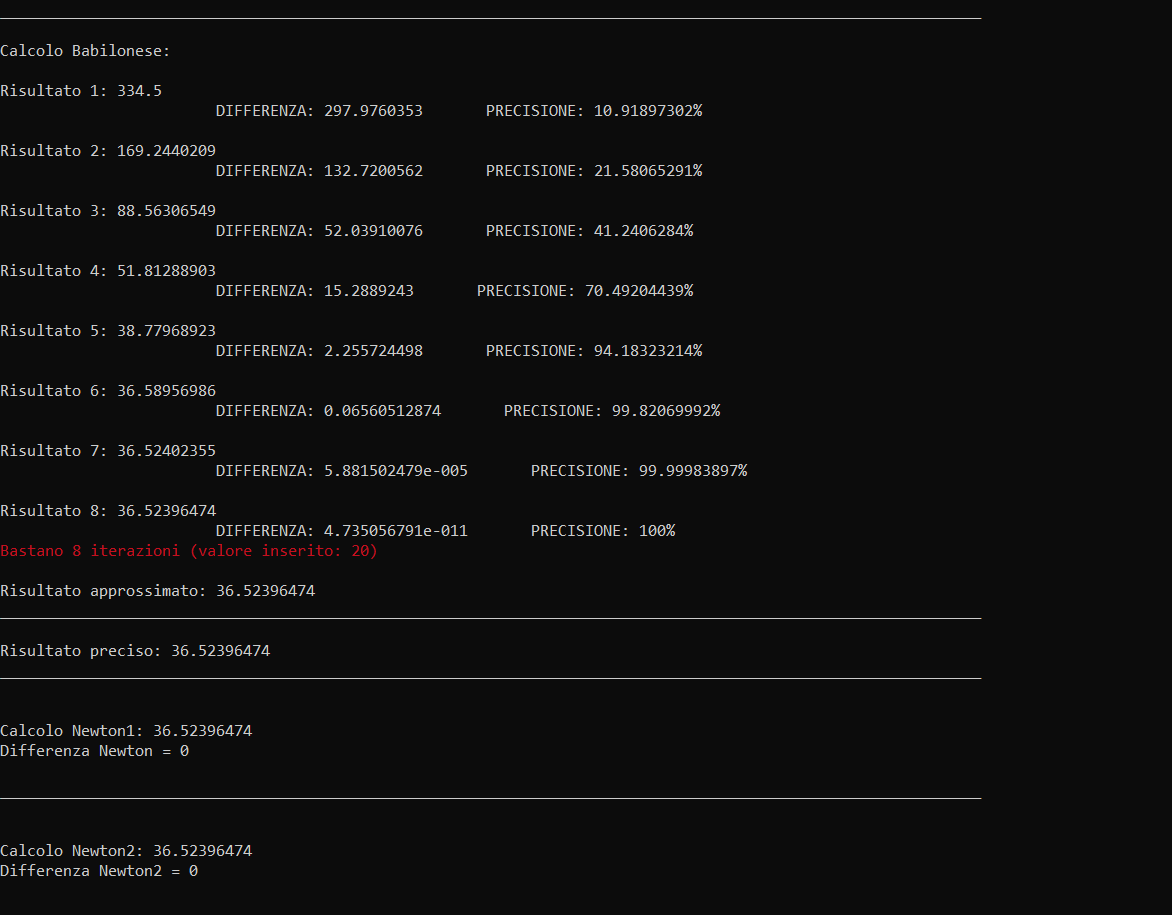 Calcolo Babilonese:
Risultato 1: 334.5
DIFFERENZA: 297.9760353 PRECISIONE: 10.91897302%
Risultato 2: 169.2440209
DIFFERENZA: 132.7200562 PRECISIONE: 21.58065291%
Risultato 3: 88.56306549
DIFFERENZA: 52.03910076 PRECISIONE: 41.2406284%
Risultato 4: 51.81288903
DIFFERENZA: 15.2889243 PRECISIONE: 70.49204439%
Risultato 5: 38.77968923
DIFFERENZA: 2.255724498 PRECISIONE: 94.18323214%
Risultato 6: 36.58956986
DIFFERENZA: 0.06560512874 PRECISIONE: 99.82069992%
Risultato 7: 36.52402355
DIFFERENZA: 5.881502479e-005 PRECISIONE: 99.99983897%
Risultato 8: 36.52396474
DIFFERENZA: 4.735056791e-011 PRECISIONE: 100%
Bastano 8 iterazioni (valore inserito: 20)
Risultato approssimato: 36.52396474
Risultato preciso: 36.52396474
Calcolo Newton1: 36.52396474
Differenza Newton = 0
Calcolo Newton2: 36.52396474
Differenza Newton2 = 0